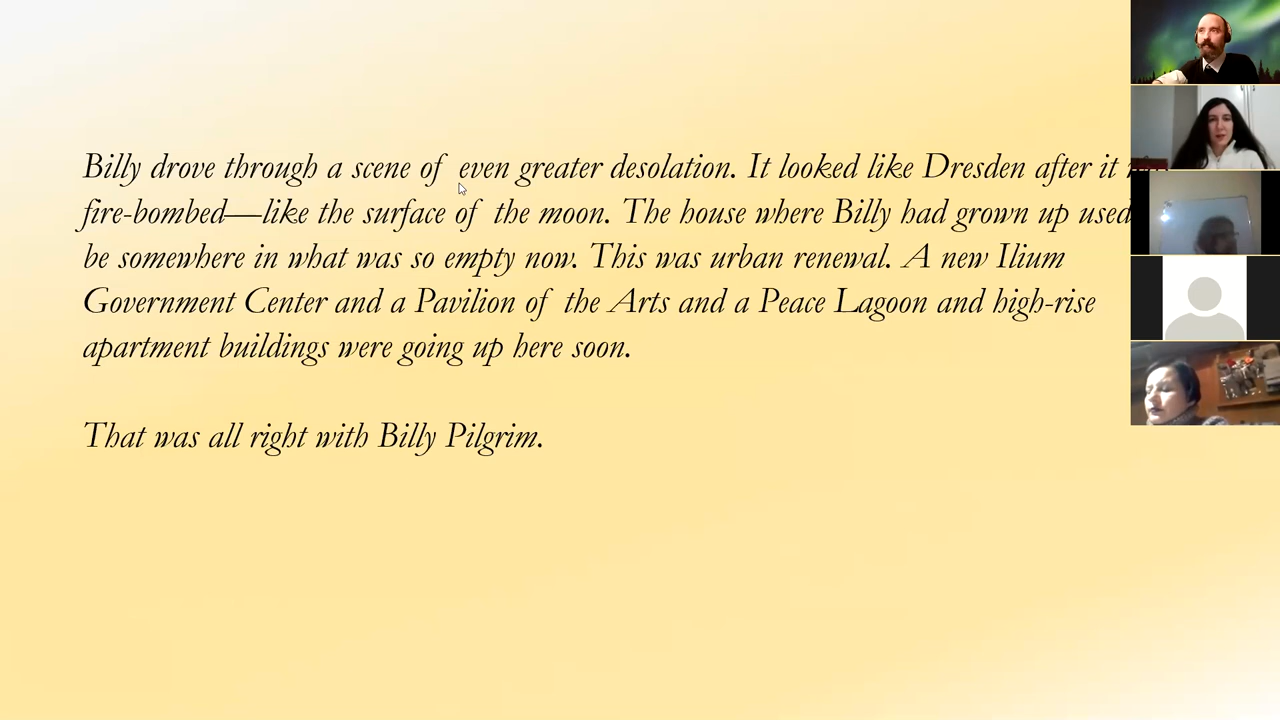 Billy drove through a scene of even greater desolation. It looked like Dresden after it
fire-bombed—like the surface of the moon. The house where Billy had grown up used
be somewhere in what was so empty now. This was urban renewal. A new Ilium
Government Center and a Pavilion of the Arts and a Peace Lagoon and high-rise
apartment buildings were going up here soon.
That was all right with Billy Pilgrim.